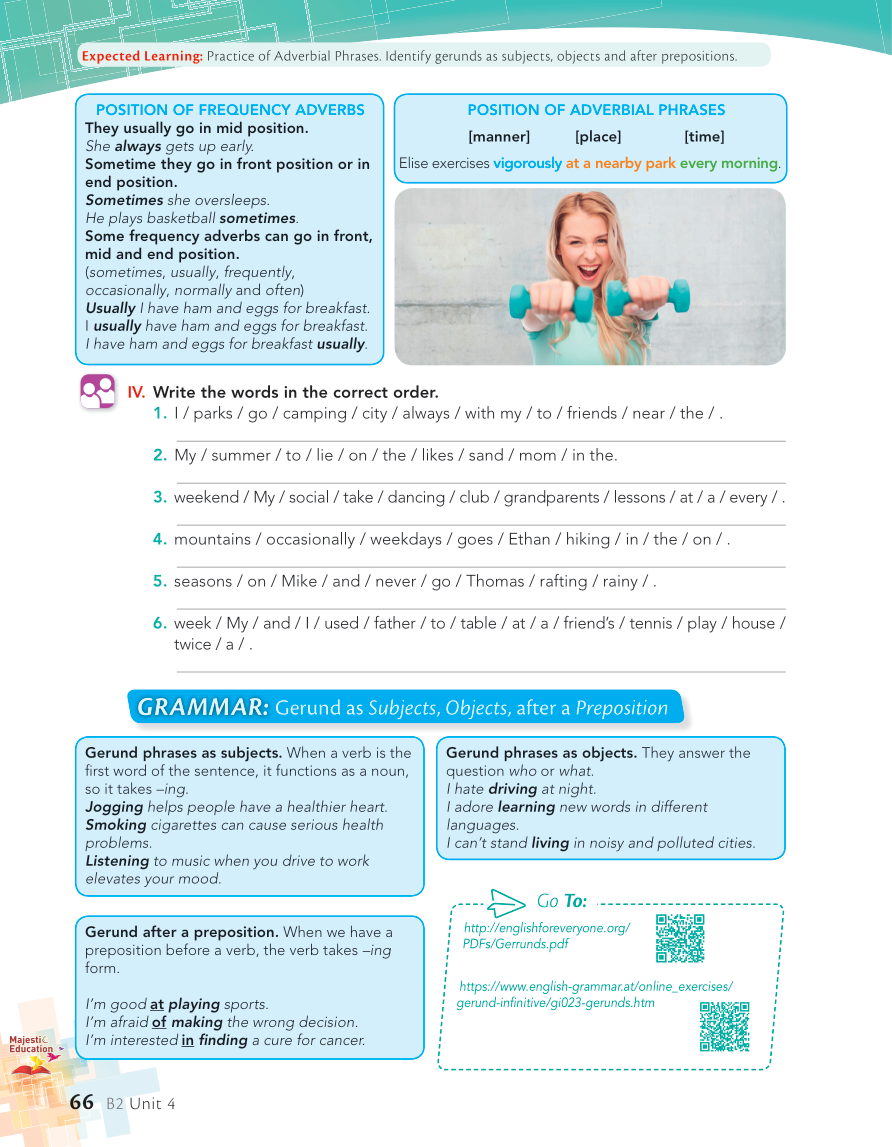 Expected Learning: Practice of Adverbial Phrases. Identify gerunds as subjects, objects and after prepositions.
POSITION OF FREQUENCY ADVERBS
They usually go in mid position.
She always gets up early.
Sometime they go in front position or in
end position.
Sometimes she oversleeps.
He plays basketball sometimes.
Some frequency adverbs can go in front,
mid and end position.
(sometimes, usually, frequently,
occasionally, normally and often)
Usually I have ham and eggs for breakfast.
I usually have ham and eggs for breakfast.
I have ham and eggs for breakfast usually.
POSITION OF ADVERBIAL PHRASES
[manner] [place] [time]
Elise exercises vigorously at a nearby park every morning.
IV. Write the words in the correct order.
1. I / parks / go / camping / city / always / with my / to / friends / near / the / .
2. My / summer / to / lie / on / the / likes / sand / mom / in the.
3. weekend / My / social / take / dancing / club / grandparents / lessons / at / a / every / .
4. mountains / occasionally / weekdays / goes / Ethan / hiking / in / the / on / .
5. seasons / on / Mike / and / never / go / Thomas / rafting / rainy / .
6. week / My / and / I / used / father / to / table / at / a / friend’s / tennis / play / house /
twice / a / .
GRAMMAR: Gerund as Subjects, Objects, after a Preposition
Gerund phrases as subjects. When a verb is the
first word of the sentence, it functions as a noun,
so it takes –ing.
Jogging helps people have a healthier heart.
Smoking cigarettes can cause serious health
problems.
Listening to music when you drive to work
elevates your mood.
Gerund phrases as objects. They answer the
question who or what.
I hate driving at night.
I adore learning new words in different
languages.
I can’t stand living in noisy and polluted cities.
Gerund after a preposition. When we have a
preposition before a verb, the verb takes –ing
form.
I’m good at playing sports.
I’m afraid of making the wrong decision.
I’m interested in finding a cure for cancer.
Go To:
http://englishforeveryone.org/
PDFs/Gerrunds.pdf
https://www.english-grammar.at/online_exercises/
gerund-infinitive/gi023-gerunds.htm
Majestic
Education
66 B2 Unit 4